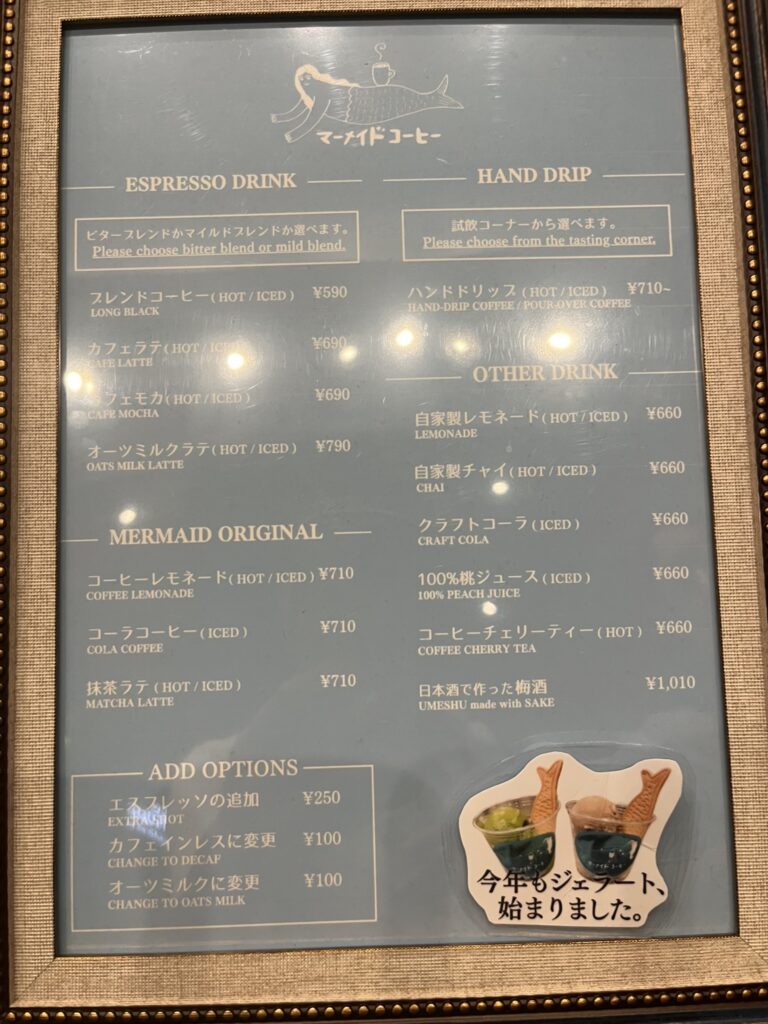 マーメイド コーヒー
ESPRESSO DRINK
ビターブレンドかマイルドブレンドか選べます。
Please choose bitter blend or mild blend.
ブレンドコーヒー( HOT / ICED ) ¥590
LONG BLACK
カフェラテ(HOT / ICED ) ¥690
CAFE LATTE
カフェモカ( HOT / ICED ) ¥690
CAFE MOCHA
オーツミルクラテ( HOT / ICED ) ¥790
OATS MILK LATTE
MERMAID ORIGINAL
コーヒーレモネード( HOT / ICED ) ¥710
COFFEE LEMONADE
コーラコーヒー( ICED ) ¥710
COLA COFFEE
抹茶ラテ ( HOT / ICED ) ¥710
MATCHA LATTE
ADD OPTIONS
エスプレッソの追加 ¥250
EXTRA SHOT
カフェインレスに変更 ¥100
CHANGE TO DECAF
オーツミルクに変更 ¥100
CHANGE TO OATS MILK
HAND DRIP
試飲コーナーから選べます。
Please choose from the tasting corner.
ハンドドリップ ( HOT / ICED ) ¥710~
HAND-DRIP COFFEE / POUR-OVER COFFEE
OTHER DRINK
自家製レモネード( HOT / ICED ) ¥660
LEMONADE
自家製チャイ( HOT / ICED ) ¥660
CHAI
クラフトコーラ ( ICED ) ¥660
CRAFT COLA
100%桃ジュース ( ICED ) ¥660
100% PEACH JUICE
コーヒーチェリーティー( HOT ) ¥660
COFFEE CHERRY TEA
日本酒で作った梅酒 ¥1,010
UMESHU made with SAKE
今年もジェラート、
始まりました。